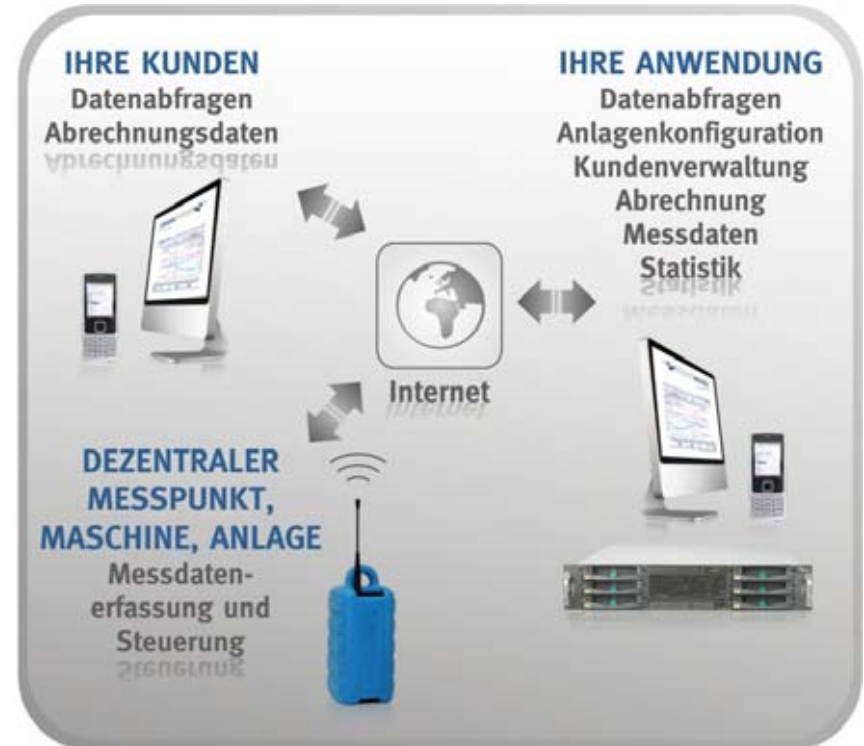 IHRE KUNDEN
Datenabfragen
Abrechnungsdaten
IHRE ANWENDUNG
Datenabfragen
Anlagenkonfiguration
Kundenverwaltung
Abrechnung
Messdaten
Statistik
Internet
DEZENTRALER
MESSPUNKT,
MASCHINE, ANLAGE
Messdaten-
erfassung und
Steuerung